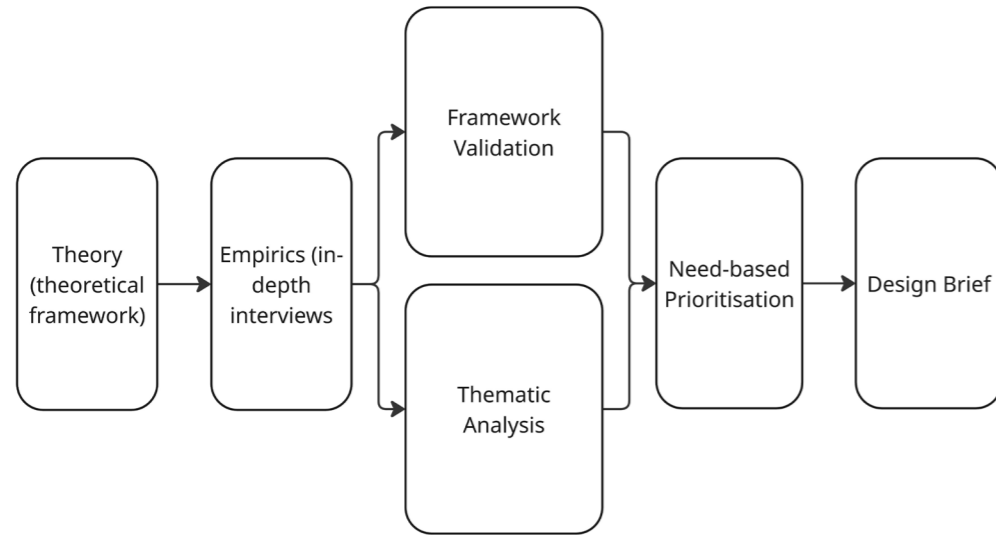 Theory
(theoretical
framework)
Empirics (in-
depth
interviews
Framework
Validation
Thematic
Analysis
Need-based
Prioritisation
Design Brief